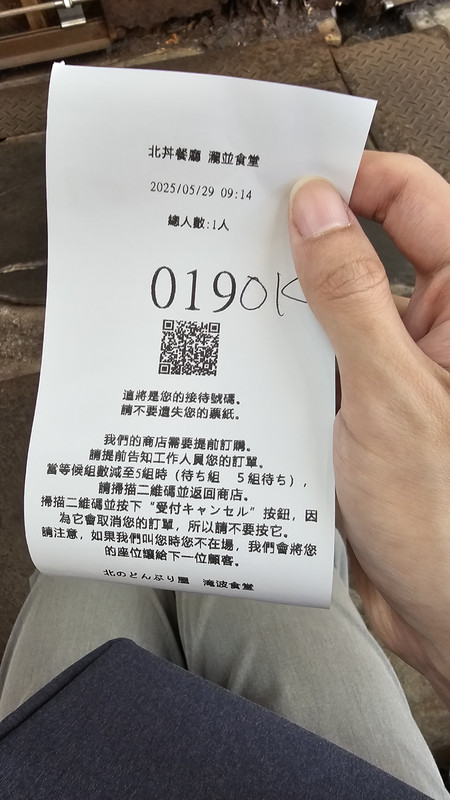 北丼餐廳 瀧並食堂
2025/05/29 09:14
總人數:1人
019 OK
這將是您的接待號碼。
請不要遺失您的票紙。
我們的商店需要提前訂購。
請提前告知工作人員您的訂單。
當等候組數減至5組時（待ち組　5組待ち），
請掃描二維碼並返回商店。
掃描二維碼並按下“受付キャンセル”按鈕，因
為它會取消您的訂單，所以請不要按它。
請注意，如果我們叫您時您不在場，我們會將您
的座位讓給下一位顧客。
北のどんぶり屋　滝波食堂